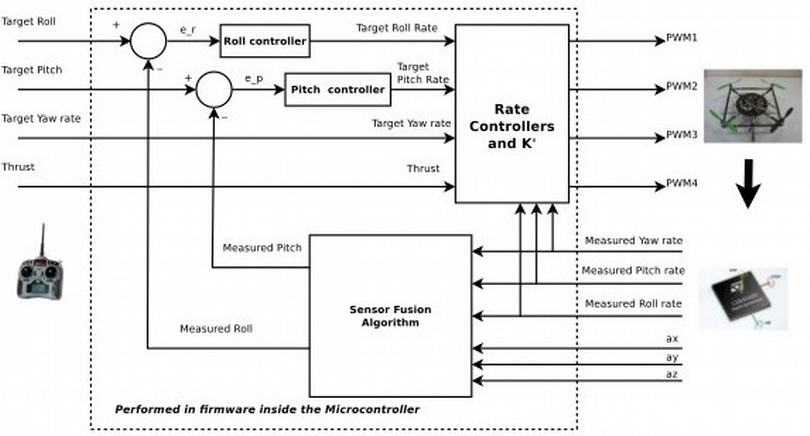 Target Roll
+
e_r
Roll controller
Target Roll Rate
PWM1
–
Target Pitch
+
e_p
Pitch controller
Target
Pitch Rate
PWM2
–
Rate
Controllers
and K'
Target Yaw rate
Target Yaw rate
PWM3
Thrust
Thrust
PWM4
Measured Pitch
Measured Yaw rate
Measured Pitch rate
Measured Roll rate
Sensor Fusion
Algorithm
Measured Roll
ax
ay
az
Performed in firmware inside the Microcontroller